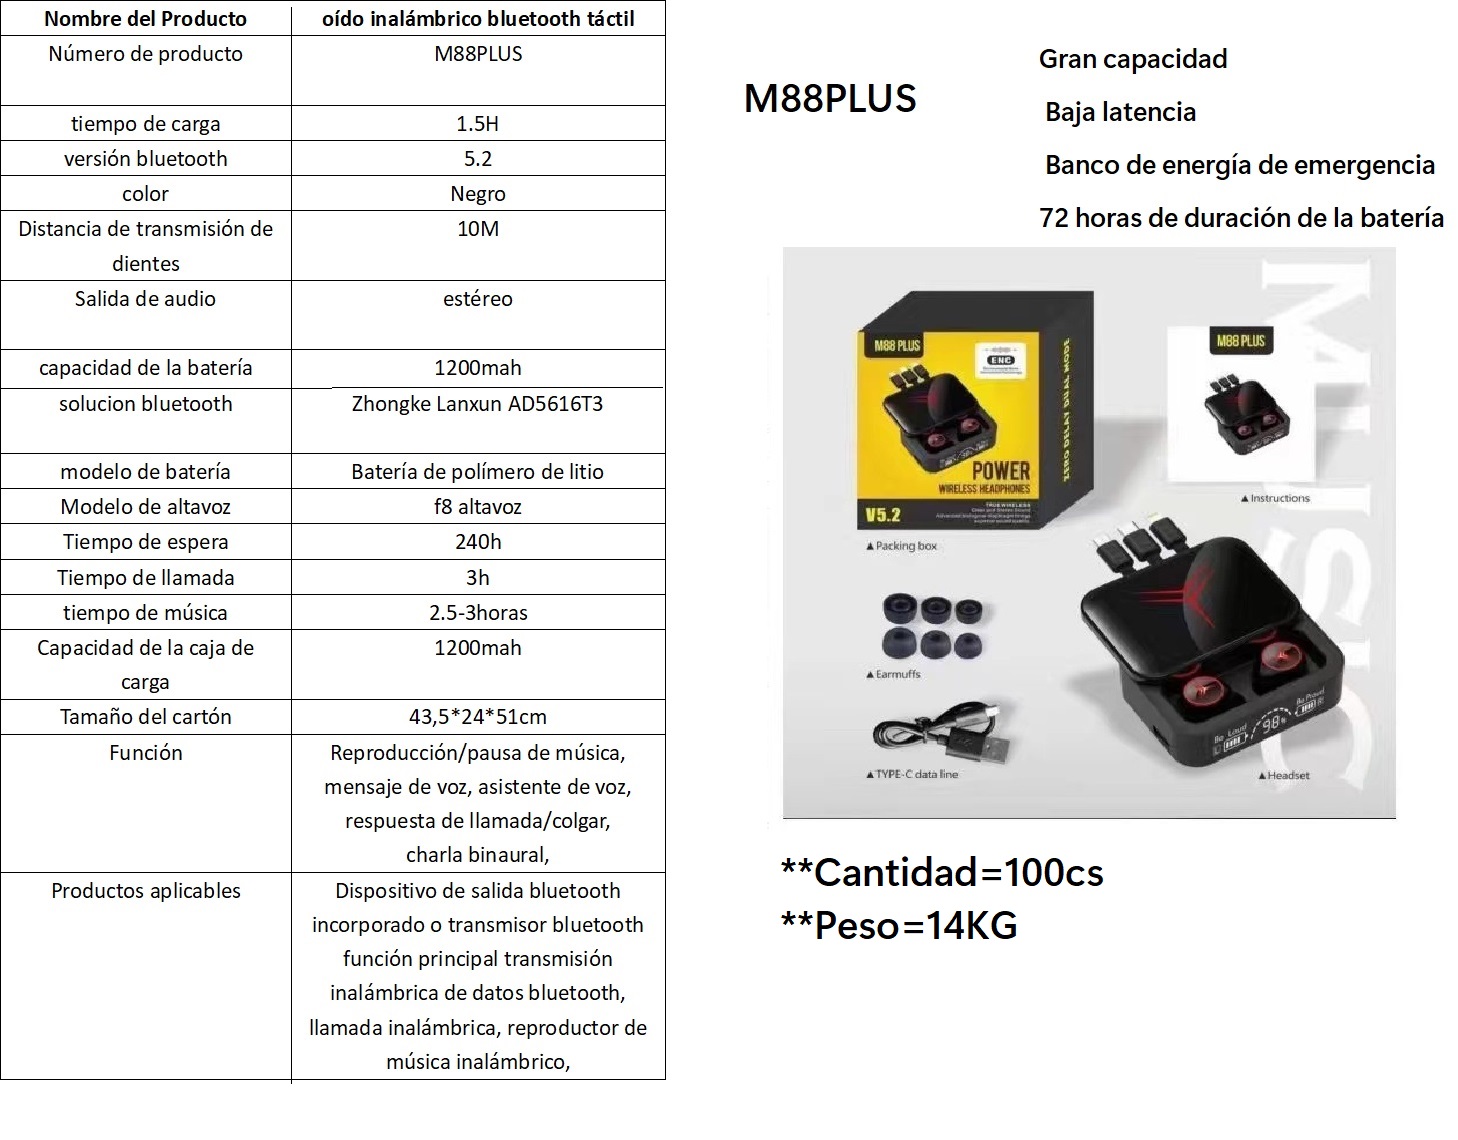 Nombre del Producto
oído inalámbrico bluetooth táctil
Número de producto
M88PLUS
tiempo de carga
1.5H
versión bluetooth
5.2
color
Negro
Distancia de transmisión de
dientes
10M
Salida de audio
estéreo
capacidad de la batería
1200mah
solucion bluetooth
Zhongke Lanxun AD5616T3
modelo de batería
Batería de polímero de litio
Modelo de altavoz
f8 altavoz
Tiempo de espera
240h
Tiempo de llamada
3h
tiempo de música
2.5-3horas
Capacidad de la caja de
carga
1200mah
Tamaño del cartón
43,5*24*51cm
Función
Reproducción/pausa de música,
mensaje de voz, asistente de voz,
respuesta de llamada/colgar,
charla binaural,
Productos aplicables
Dispositivo de salida bluetooth
incorporado o transmisor bluetooth
función principal transmisión
inalámbrica de datos bluetooth,
llamada inalámbrica, reproductor de
música inalámbrico,
M88PLUS
Gran capacidad
Baja latencia
Banco de energía de emergencia
72 horas de duración de la batería
MUSIC
M88 PLUS
ENC
POWER
WIRELESS HEADPHONES
TRUE WIRELESS
V5.2
ZERO DELAY DUAL MODE
▲Packing box
M88 PLUS
▲Instructions
▲Earmuffs
▲TYPE-C data line
Be Loud
Be Proud
L
98%
R
▲Headset
**Cantidad=100cs
**Peso=14KG